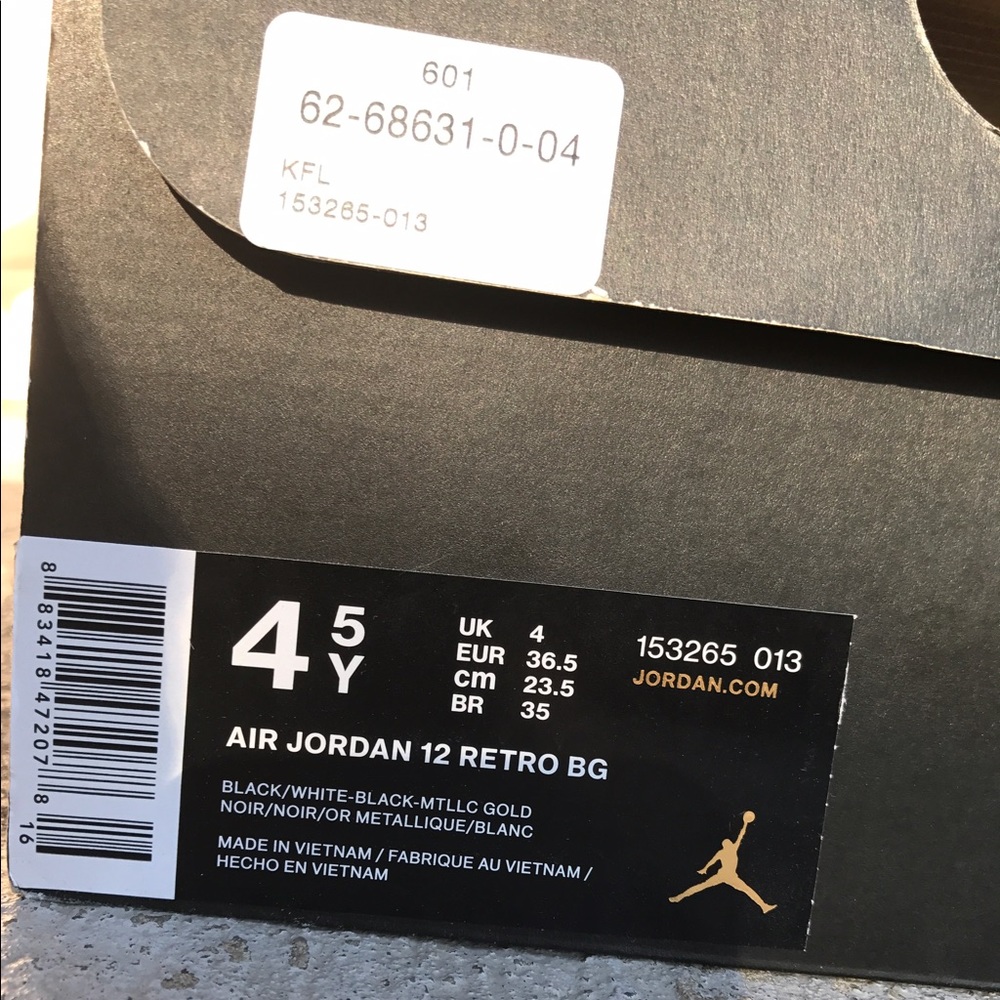 601
62-68631-0-04
KFL
153265-013
8 83418 47207 8 16
4 5 Y
UK 4
EUR 36.5
cm 23.5
BR 35
153265 013
JORDAN.COM
AIR JORDAN 12 RETRO BG
BLACK/WHITE-BLACK-MTLLC GOLD
NOIR/NOIR/OR METALLIQUE/BLANC
MADE IN VIETNAM / FABRIQUE AU VIETNAM /
HECHO EN VIETNAM